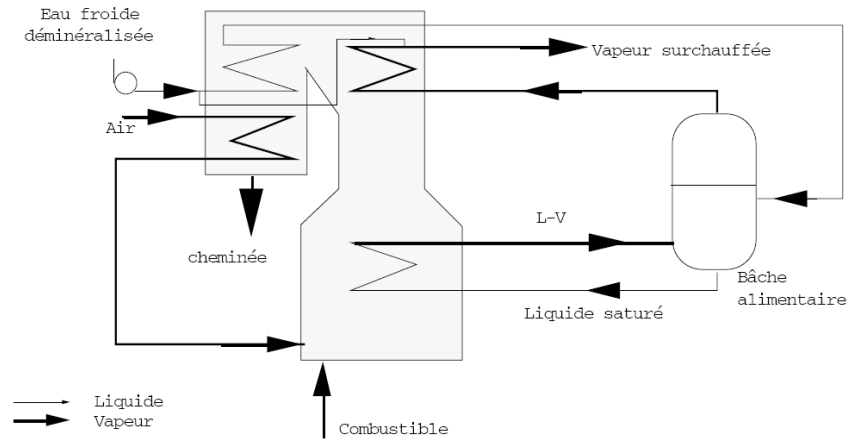 Eau froide
déminéralisée
Vapeur surchauffée
Air
L-V
cheminée
Bâche
alimentaire
Liquide saturé
Liquide
Vapeur
Combustible